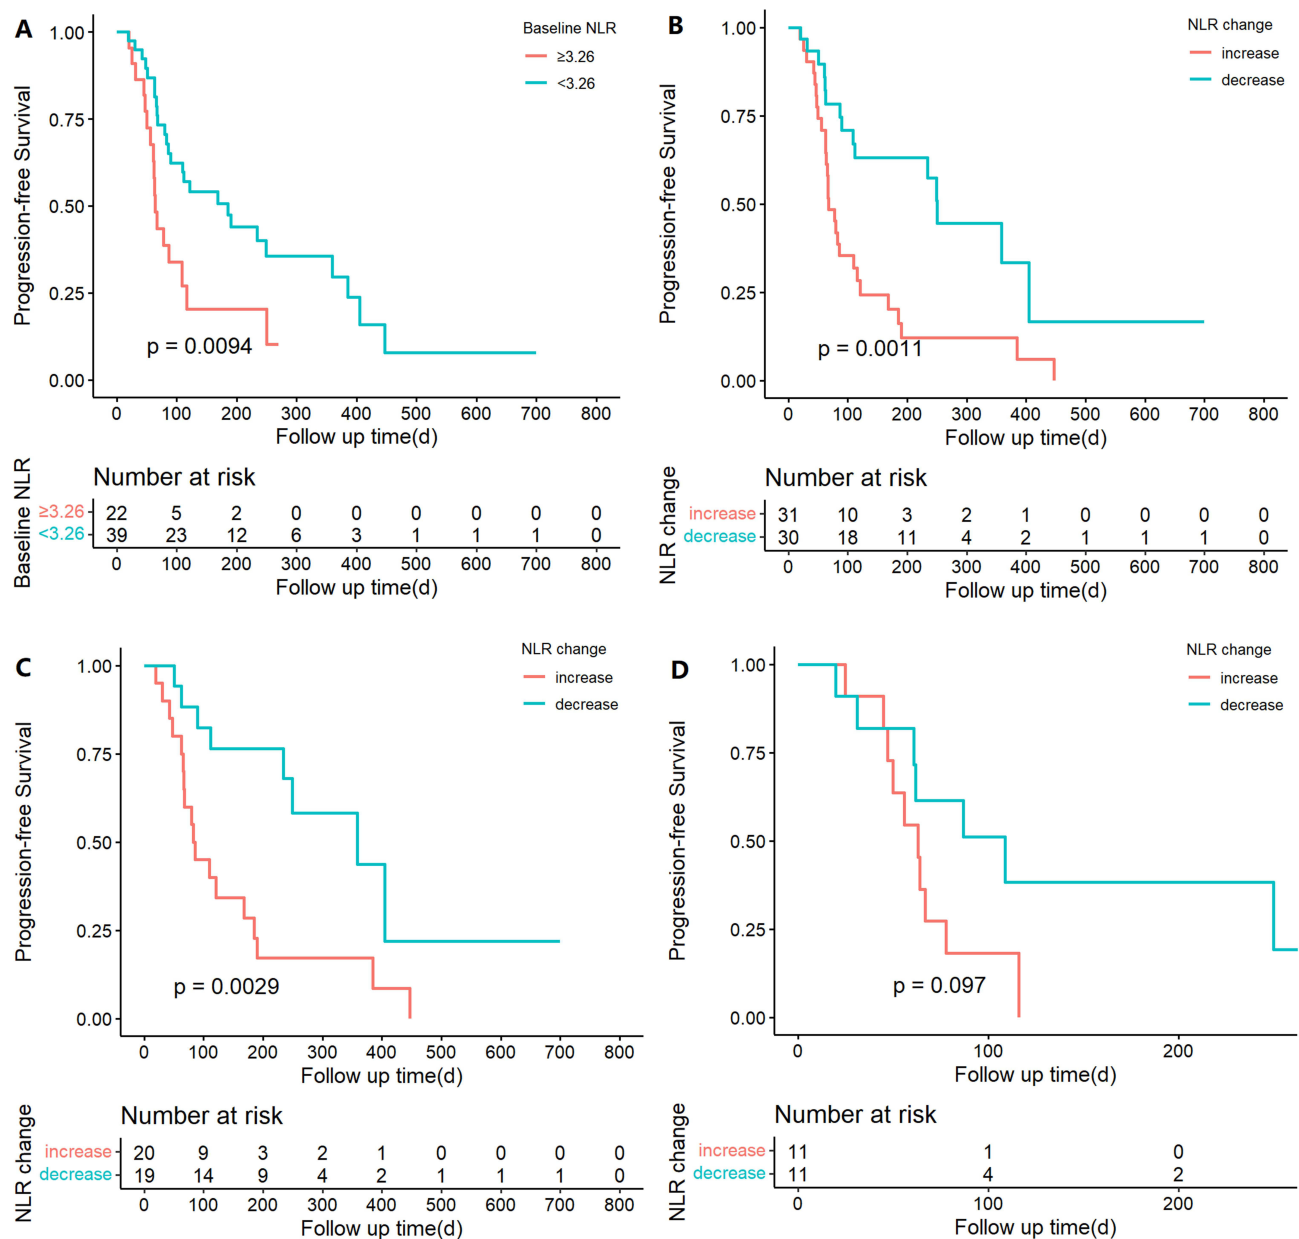 A
Baseline NLR
≥3.26
<3.26
1.00
0.75
0.50
0.25
0.00
Progression-free Survival
p = 0.0094
0 100 200 300 400 500 600 700 800
Follow up time(d)
Number at risk
Baseline NLR
≥3.26 22 5 2 0 0 0 0 0 0
<3.26 39 23 12 6 3 1 1 1 0
0 100 200 300 400 500 600 700 800
Follow up time(d)
B
NLR change
increase
decrease
1.00
0.75
0.50
0.25
0.00
Progression-free Survival
p = 0.0011
0 100 200 300 400 500 600 700 800
Follow up time(d)
Number at risk
NLR change
increase 31 10 3 2 1 0 0 0 0
decrease 30 18 11 4 2 1 1 1 0
0 100 200 300 400 500 600 700 800
Follow up time(d)
C
NLR change
increase
decrease
1.00
0.75
0.50
0.25
0.00
Progression-free Survival
p = 0.0029
0 100 200 300 400 500 600 700 800
Follow up time(d)
Number at risk
NLR change
increase 20 9 3 2 1 0 0 0 0
decrease 19 14 9 4 2 1 1 1 0
0 100 200 300 400 500 600 700 800
Follow up time(d)
D
NLR change
increase
decrease
1.00
0.75
0.50
0.25
0.00
Progression-free Survival
p = 0.097
0 100 200
Follow up time(d)
Number at risk
NLR change
increase 11 1 0
decrease 11 4 2
0 100 200
Follow up time(d)